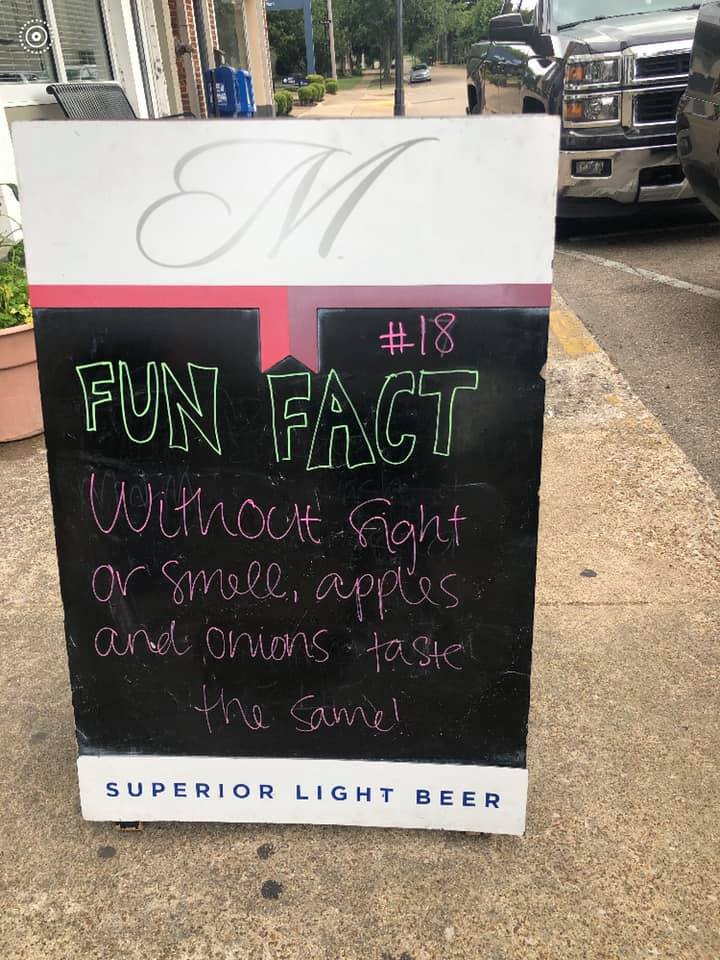 M
#18
FUN FACT
Without sight
or smell, apples
and onions taste
the same!
SUPERIOR LIGHT BEER